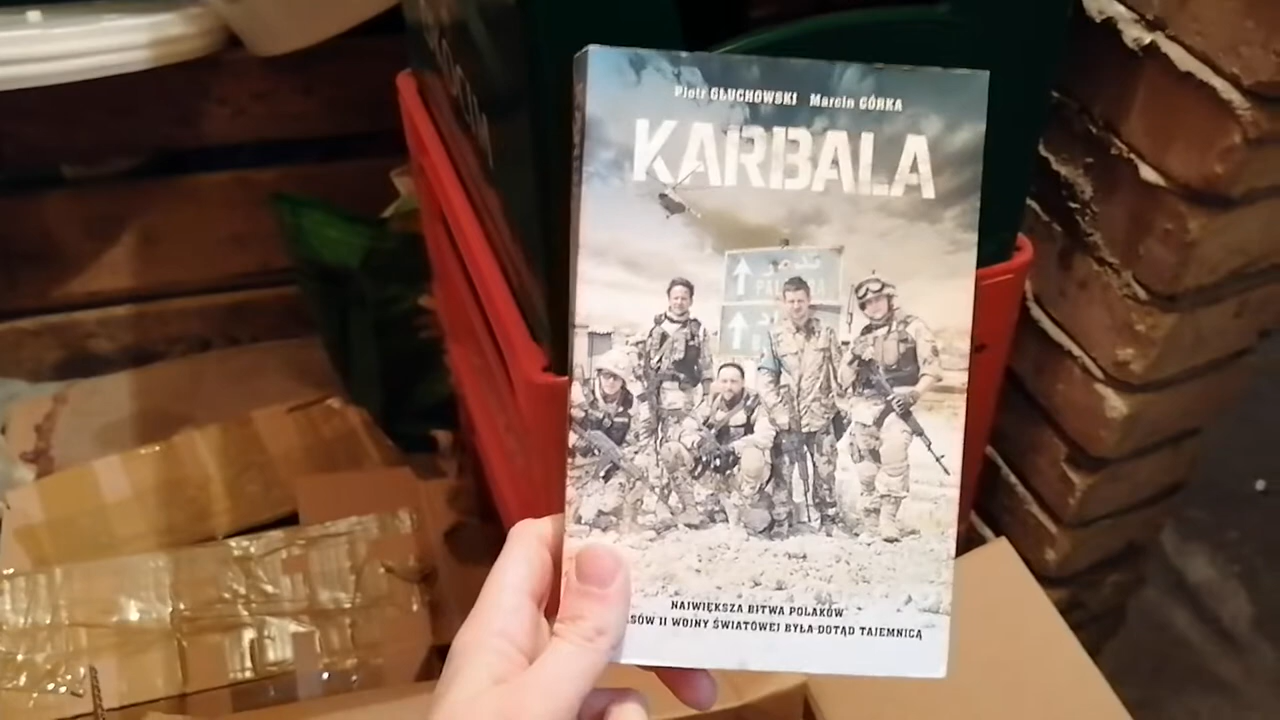 Piotr GŁUCHOWSKI Marcin GÓRKA
KARBALA
NAJWIĘKSZA BITWA POLAKÓW
II WOJNY ŚWIATOWEJ BYŁA DOTĄD TAJEMNICĄ